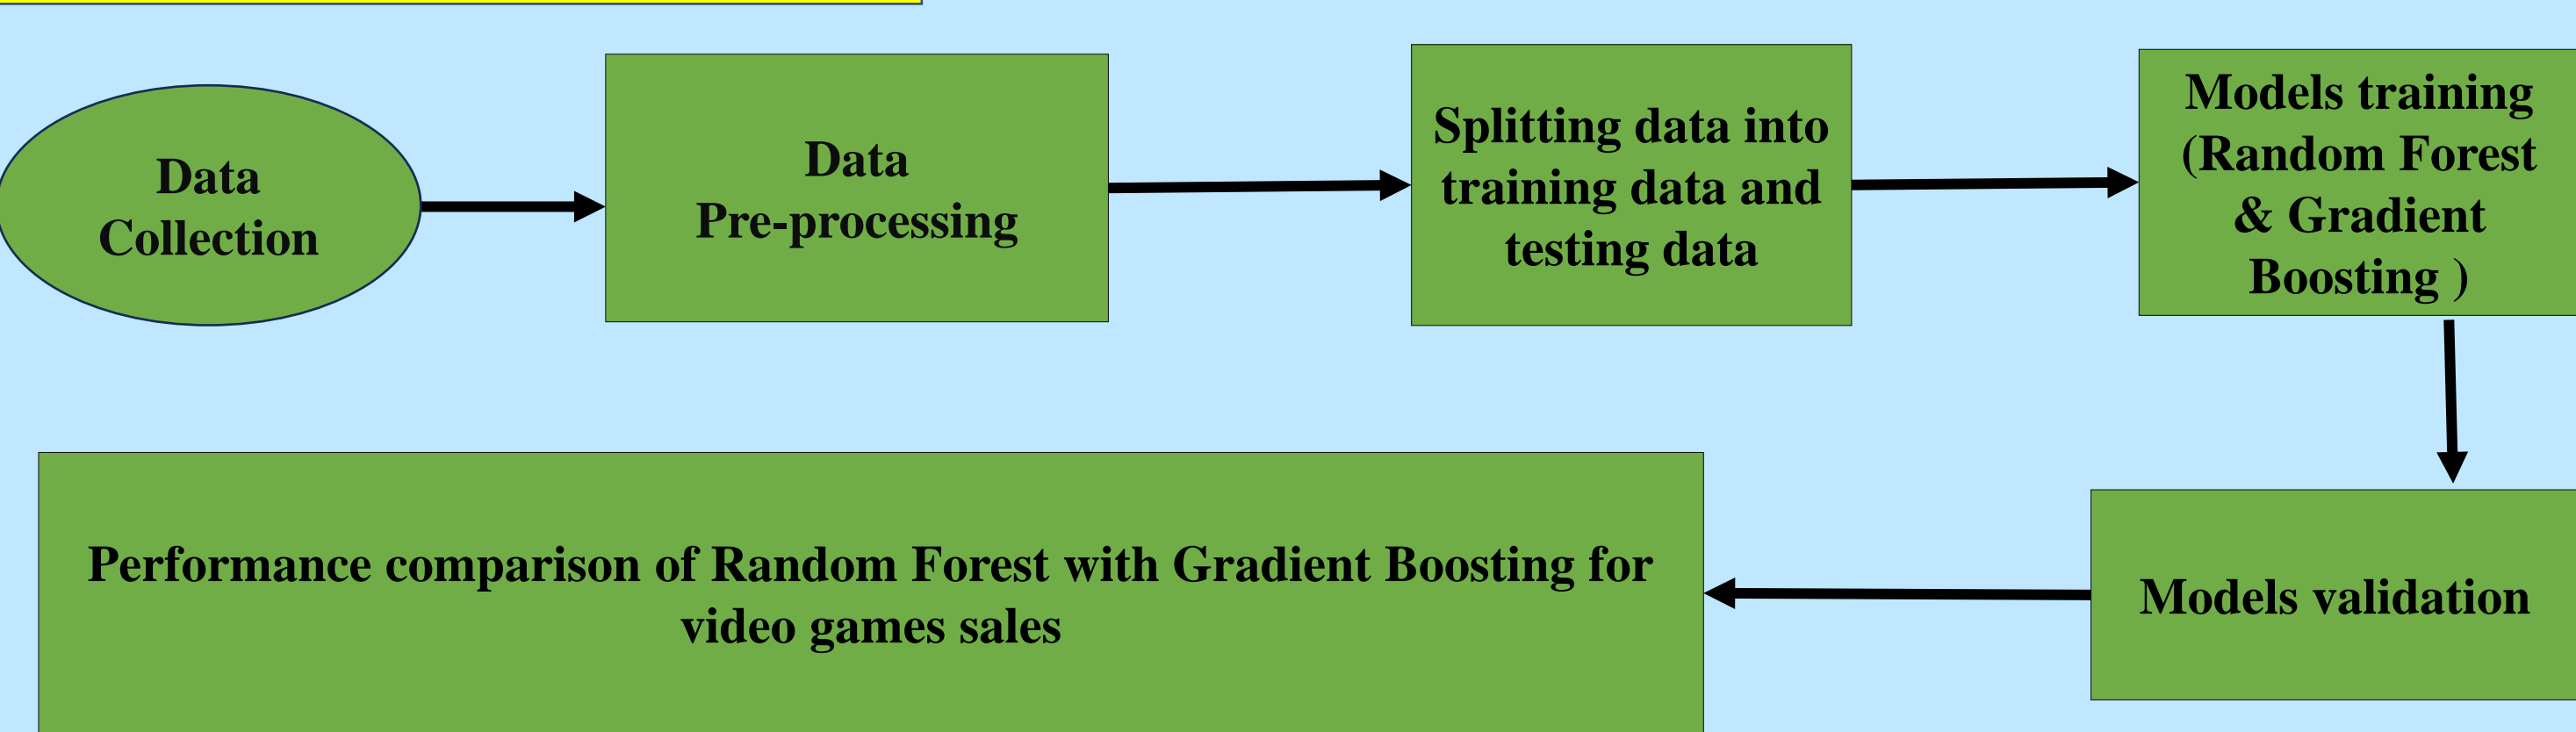 Data
Collection
Data
Pre-processing
Splitting data into
training data and
testing data
Models training
(Random Forest
& Gradient
Boosting )
Models validation
Performance comparison of Random Forest with Gradient Boosting for
video games sales